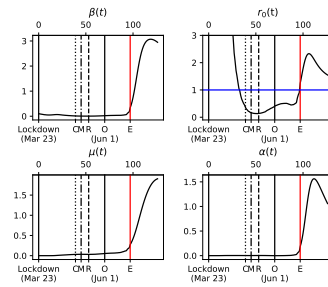 β(t)
r₀(t)
0 50 100
0 50 100
3
2
1
0
3
2
1
0
Lockdown
(Mar 23)
C M R O E
(Jun 1)
Lockdown
(Mar 23)
C M R O E
(Jun 1)
μ(t)
α(t)
0 50 100
0 50 100
2.0
1.5
1.0
0.5
0.0
1.5
1.0
0.5
0.0
Lockdown
(Mar 23)
C M R O E
(Jun 1)
Lockdown
(Mar 23)
C M R O E
(Jun 1)